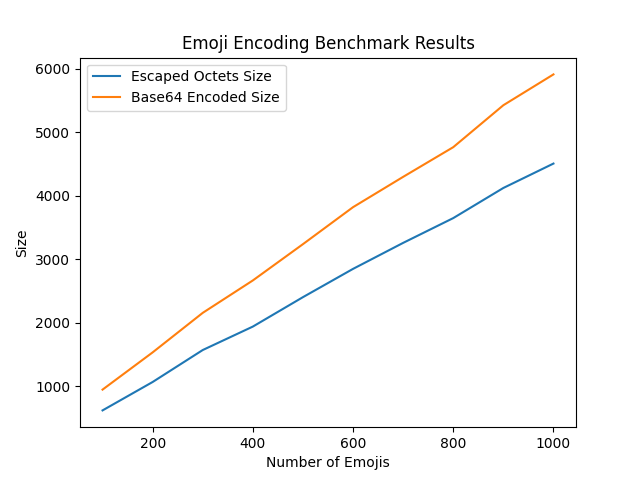 Emoji Encoding Benchmark Results
Escaped Octets Size
Base64 Encoded Size
6000
5000
4000
3000
2000
1000
Size
200 400 600 800 1000
Number of Emojis